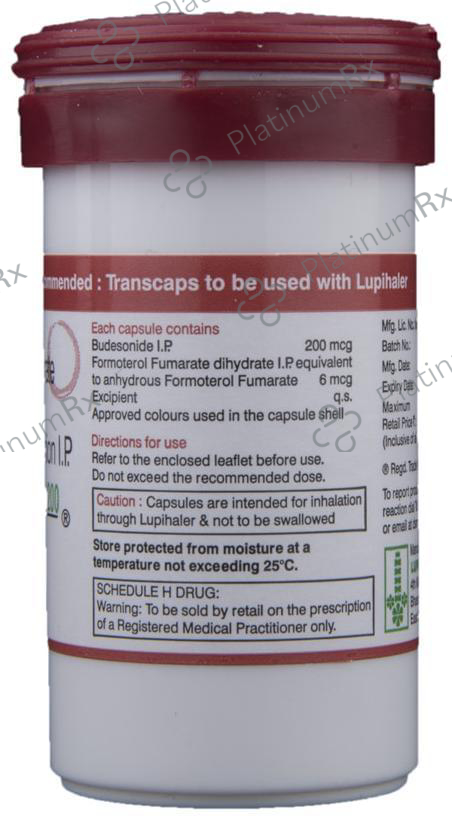 PlatinumRx
PlatinumRx
PlatinumRx
: Transcaps to be used with Lupihaler
Each capsule contains
Budesonide I.P. 200 mcg
Formoterol Fumarate dihydrate I.P. equivalent
to anhydrous Formoterol Fumarate 6 mcg
Excipient q.s.
Approved colours used in the capsule shell
Directions for use
Refer to the enclosed leaflet before use.
Do not exceed the recommended dose.
Caution : Capsules are intended for inhalation
through Lupihaler & not to be swallowed
Store protected from moisture at a
temperature not exceeding 25°C.
SCHEDULE H DRUG:
Warning: To be sold by retail on the prescription
of a Registered Medical Practitioner only.
I.P.
®
Mfg. Lic. No.
Batch No.:
Mfg. Date:
Expiry Date:
Maximum
Retail Price
(Inclusive of
® Regd.
To report
reaction
or email at